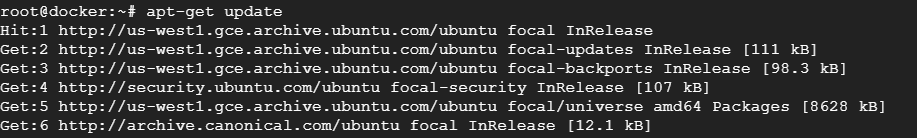 root@docker:~# apt-get update
Hit:1 http://us-west1.gce.archive.ubuntu.com/ubuntu focal InRelease
Get:2 http://us-west1.gce.archive.ubuntu.com/ubuntu focal-updates InRelease [111 kB]
Get:3 http://us-west1.gce.archive.ubuntu.com/ubuntu focal-backports InRelease [98.3 kB]
Get:4 http://security.ubuntu.com/ubuntu focal-security InRelease [107 kB]
Get:5 http://us-west1.gce.archive.ubuntu.com/ubuntu focal/universe amd64 Packages [8628 kB]
Get:6 http://archive.canonical.com/ubuntu focal InRelease [12.1 kB]